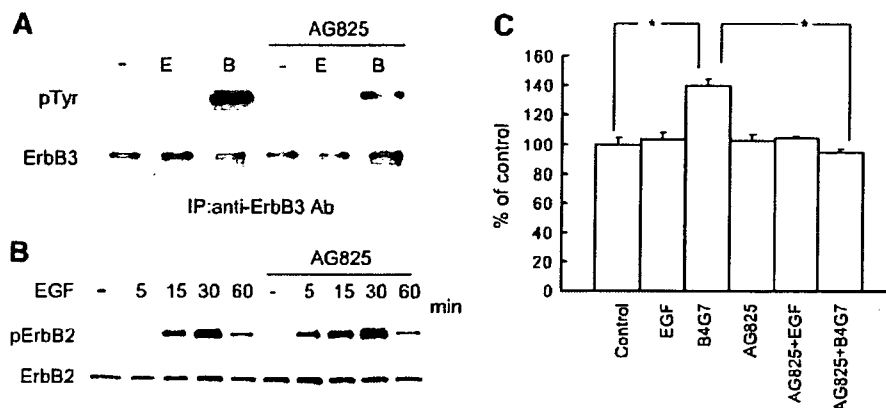 A
AG825
- E B - E B
pTyr
ErbB3
IP:anti-ErbB3 Ab
B
AG825
EGF - 5 15 30 60 - 5 15 30 60 min
pErbB2
ErbB2
C
* *
% of control
160
140
120
100
80
60
40
20
0
Control
EGF
B4G7
AG825
AG825+EGF
AG825+B4G7